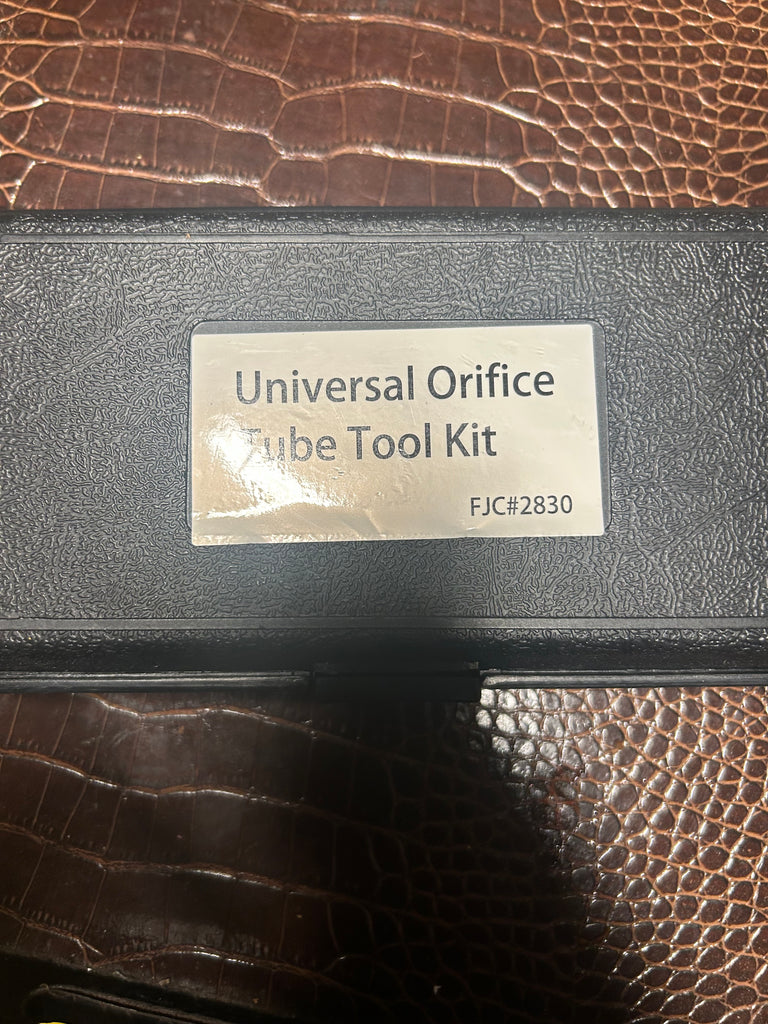 Universal Orifice
Tube Tool Kit
FJC#2830